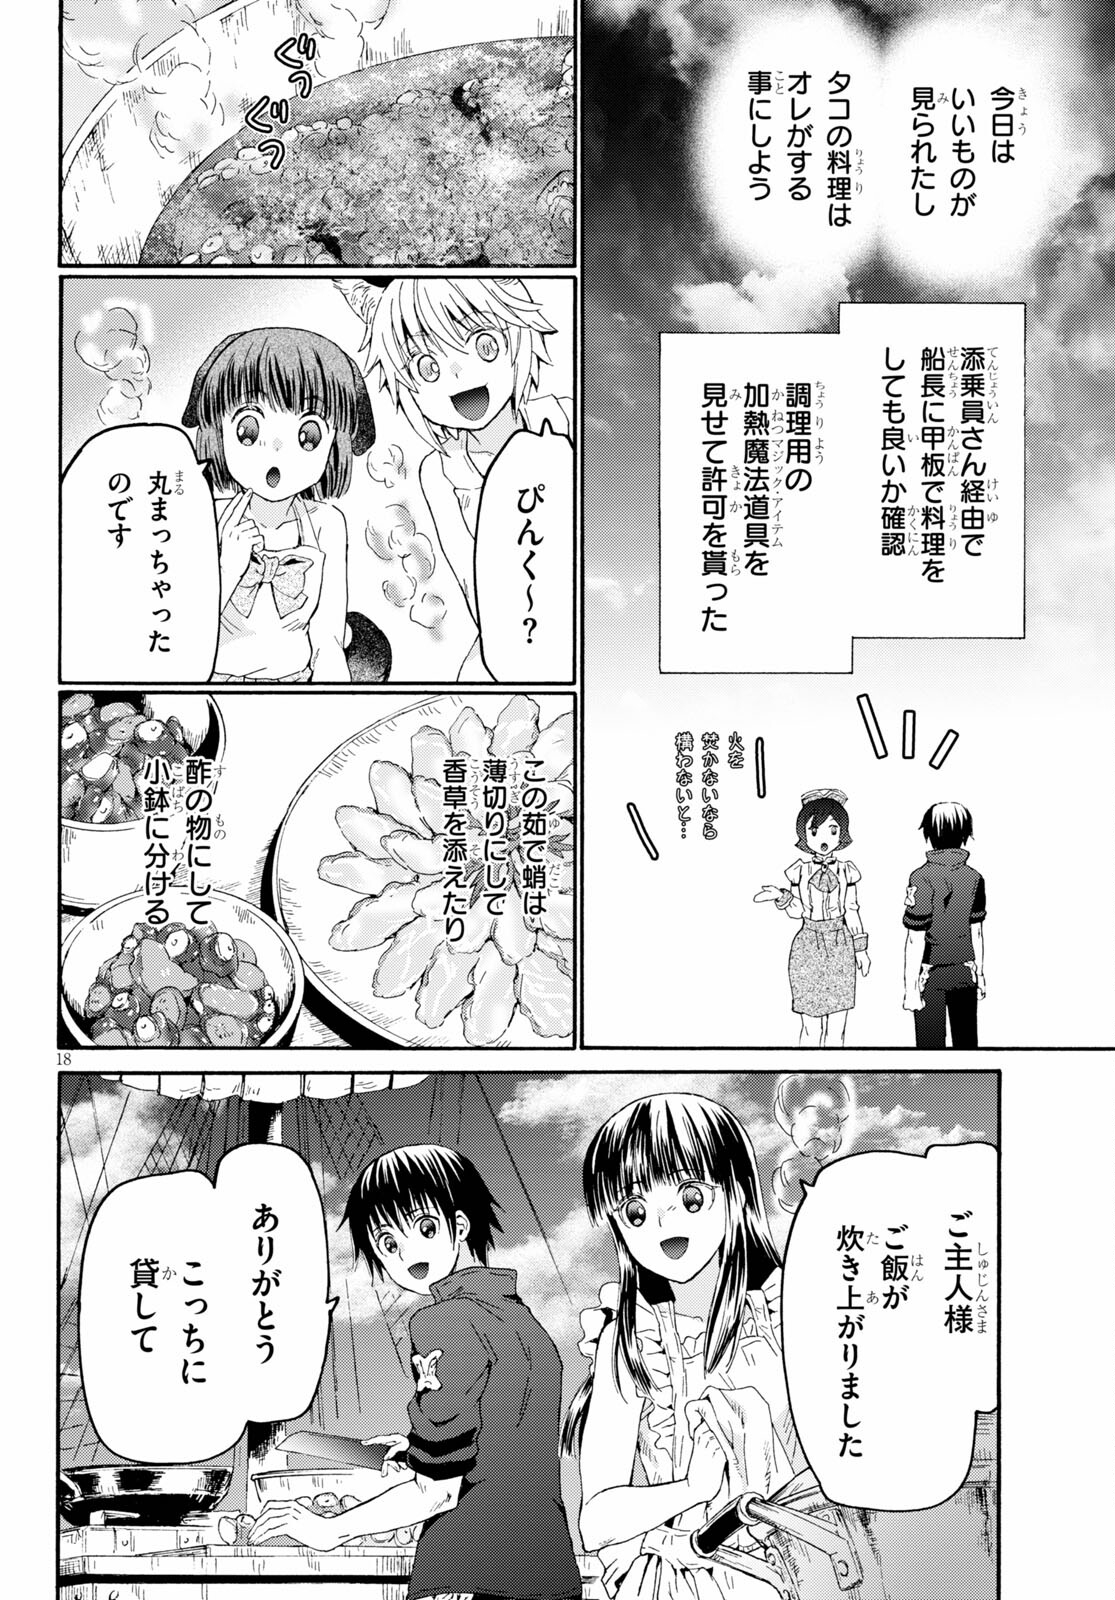 今日は
いいものが
見られたし
タコの料理は
オレがする
事にしよう
添乗員さん経由で
船長に甲板で料理を
しても良いか確認
調理用の
加熱魔法道具を
見せて許可を貰った
火を
焚かないなら
構わないと…
ぐっ
ぐっ
ぴんく～？
丸まっちゃった
のです
この茹で蛸は
薄切りにして
香草を添えたり
酢の物にして
小鉢に分ける
18
ご主人様
ご飯が
炊き上がりました
ありがとう
こっちに
貸して